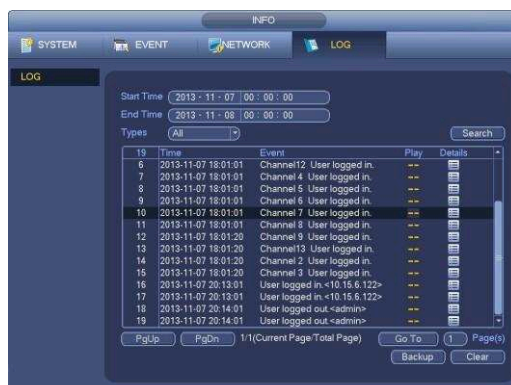 INFO
SYSTEM EVENT NETWORK LOG
LOG
Start Time 2013 - 11 - 07 00 : 00 : 00
End Time 2013 - 11 - 08 00 : 00 : 00
Types All Search
19 Time Event Play Details
6 2013-11-07 18:01:01 Channel12 User logged in. --
7 2013-11-07 18:01:01 Channel 4 User logged in. --
8 2013-11-07 18:01:01 Channel 5 User logged in. --
9 2013-11-07 18:01:01 Channel 6 User logged in. --
10 2013-11-07 18:01:01 Channel 7 User logged in. --
11 2013-11-07 18:01:01 Channel 8 User logged in. --
12 2013-11-07 18:01:20 Channel 9 User logged in. --
13 2013-11-07 18:01:20 Channel13 User logged in. --
14 2013-11-07 18:01:20 Channel 2 User logged in. --
15 2013-11-07 18:01:20 Channel 3 User logged in. --
16 2013-11-07 20:13:01 User logged in.<10.15.6.122> --
17 2013-11-07 20:13:01 User logged in.<10.15.6.122> --
18 2013-11-07 20:14:01 User logged out.<admin> --
19 2013-11-07 20:14:01 User logged out.<admin> --
PgUp PgDn 1/1(Current Page/Total Page) Go To 1 Page(s)
Backup Clear